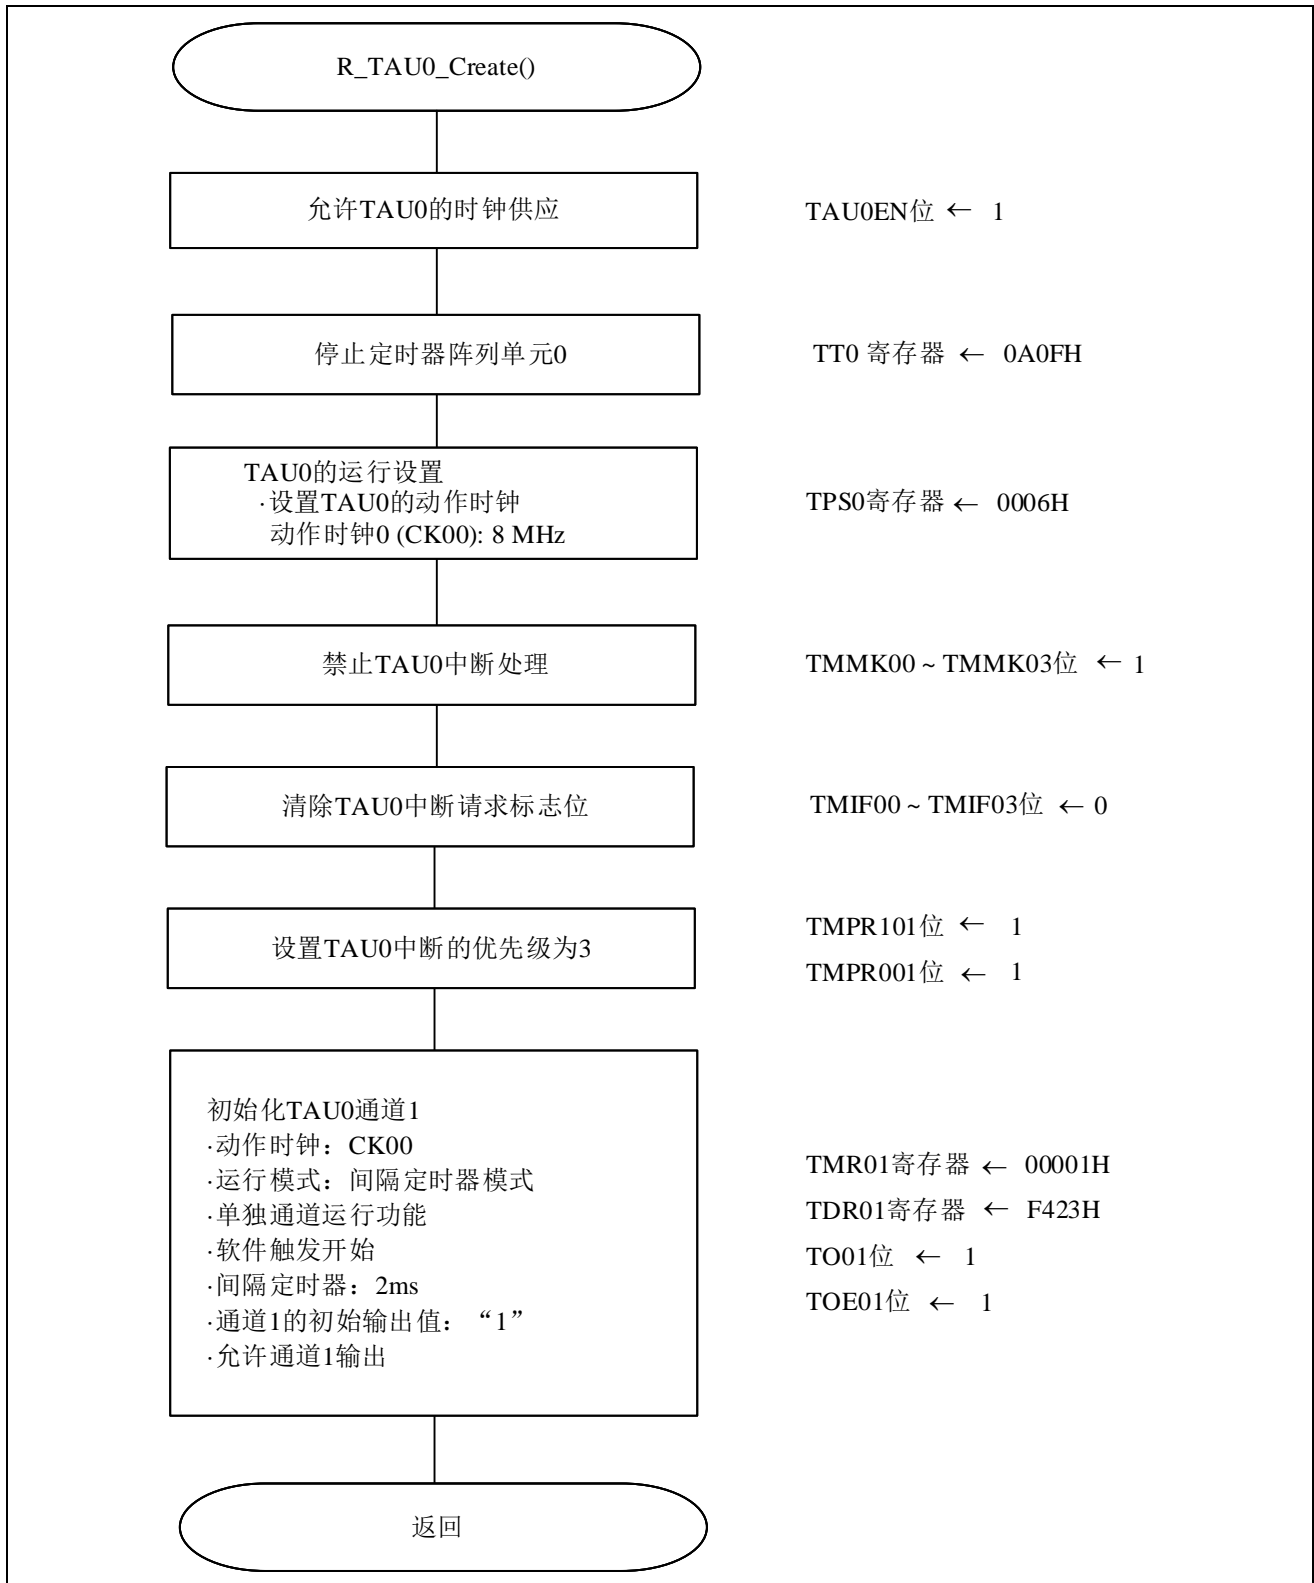 R_TAU0_Create()
允许TAU0的时钟供应
TAU0EN位 ← 1
停止定时器阵列单元0
TT0 寄存器 ← 0A0FH
TAU0的运行设置
·设置TAU0的动作时钟
动作时钟0 (CK00): 8 MHz
TPS0寄存器 ← 0006H
禁止TAU0中断处理
TMMK00 ~ TMMK03位 ← 1
清除TAU0中断请求标志位
TMIF00 ~ TMIF03位 ← 0
设置TAU0中断的优先级为3
TMPR101位 ← 1
TMPR001位 ← 1
初始化TAU0通道1
·动作时钟：CK00
·运行模式：间隔定时器模式
·单独通道运行功能
·软件触发开始
·间隔定时器：2ms
·通道1的初始输出值：“1”
·允许通道1输出
TMR01寄存器 ← 00001H
TDR01寄存器 ← F423H
TO01位 ← 1
TOE01位 ← 1
返回